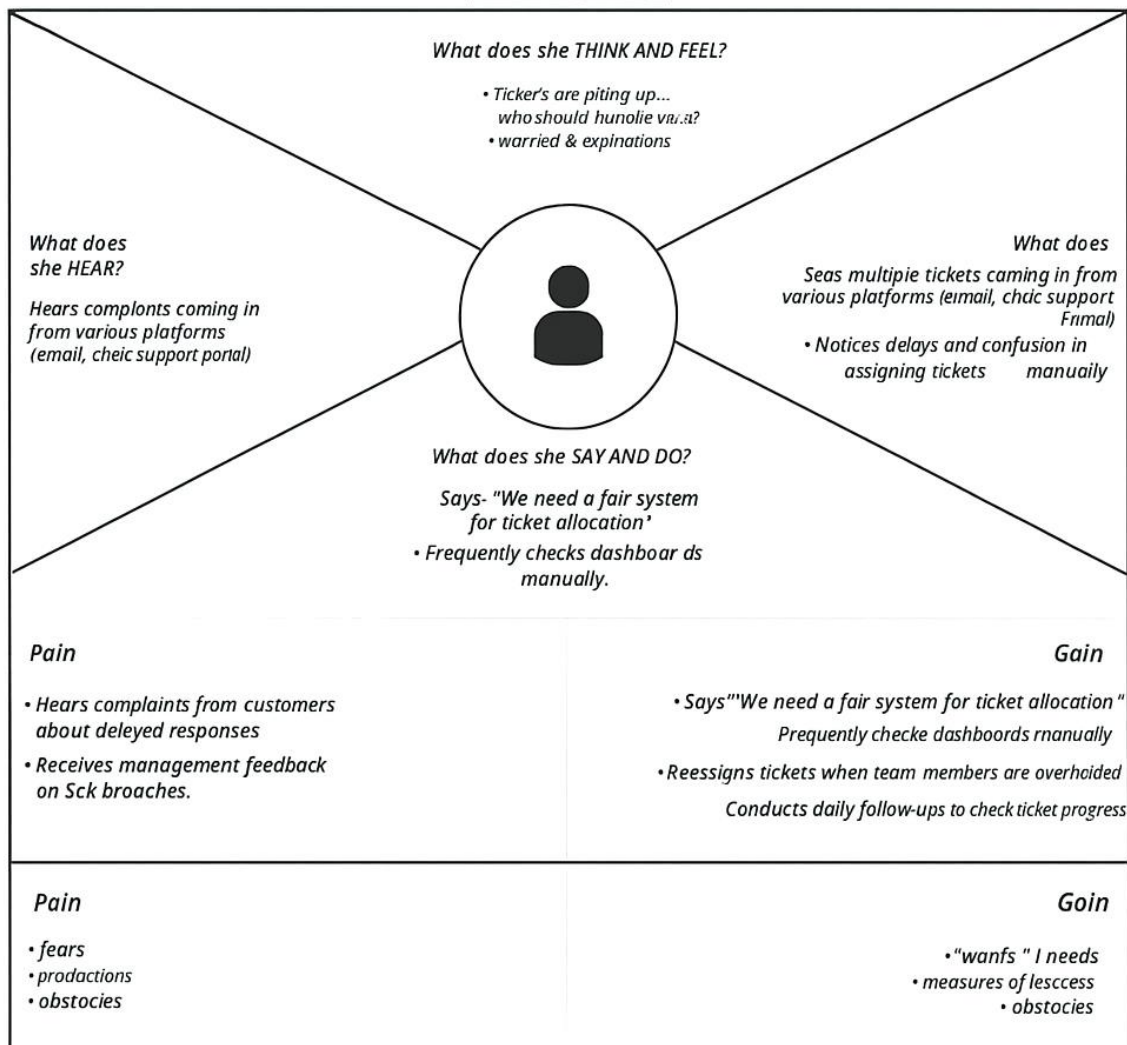 What does she THINK AND FEEL?
• Ticker's are piting up...
who should hunolie
• warried & expinations
What does
she HEAR?
Hears complonts coming in
from various platforms
(email, cheic support portal)
What does
Seas multipie tickets caming in from
various platforms (eimail, chcic support
Frimal)
• Notices delays and confusion in
assigning tickets manuaily
What does she SAY AND DO?
Says- "We need a fair system
for ticket allocation'
• Frequently checks dashboar ds
manually.
Pain
• Hears complaints from customers
about deleyed responses
• Receives management feedback
on Sck broaches.
Gain
• Says"'We need a fair system for ticket allocation "
Prequently checke dashboords rnanually
• Reessigns tickets when team members are overhoided
Conducts daily follow-ups to check ticket progress
Pain
• fears
• prodactions
• obstocies
Goin
• "wanfs " I needs
• measures of lesccess
• obstocies